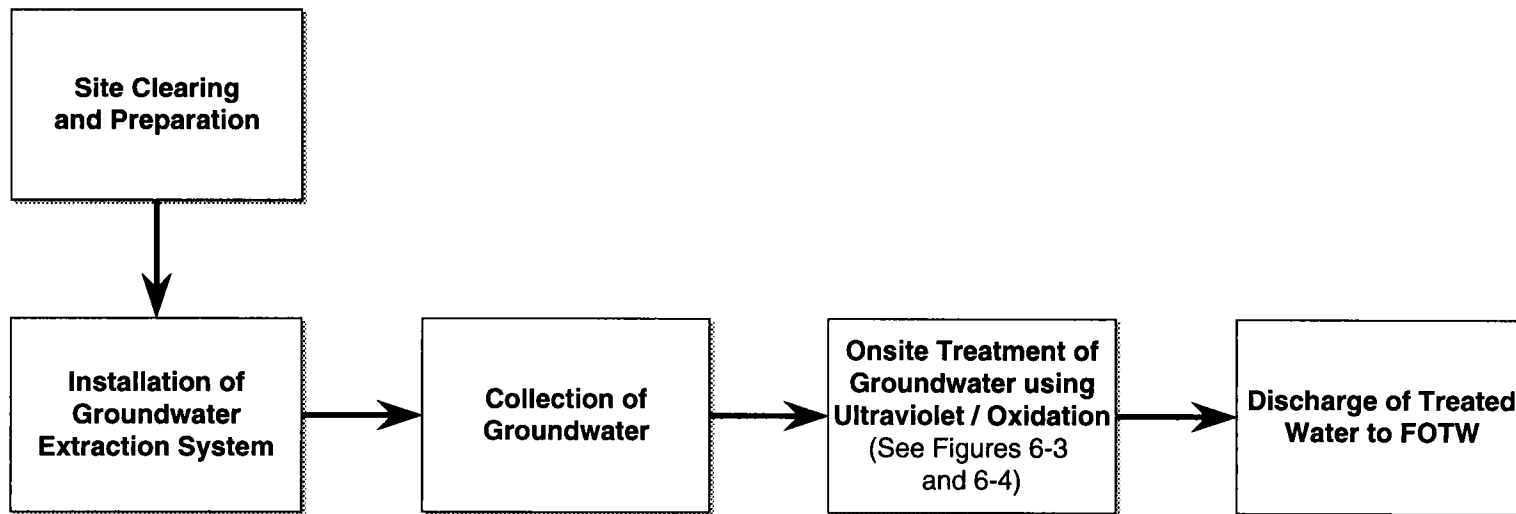 Site Clearing
and Preparation
Installation of
Groundwater
Extraction System
Collection of
Groundwater
Onsite Treatment of
Groundwater using
Ultraviolet / Oxidation
(See Figures 6-3
and 6-4)
Discharge of Treated
Water to FOTW